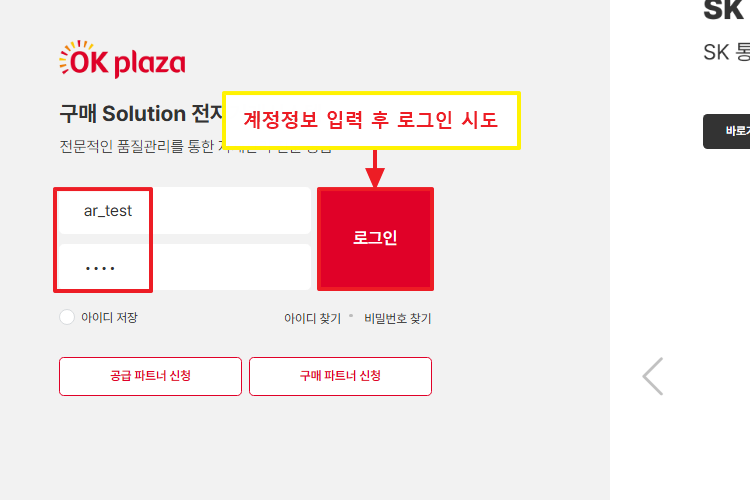 OK plaza
구매 Solution 전자
계정정보 입력 후 로그인 시도
전문적인 품질관리를 통한
ar_test
로그인
아이디 저장
아이디 찾기
비밀번호 찾기
공급 파트너 신청
구매 파트너 신청
SK
SK 통
바로가